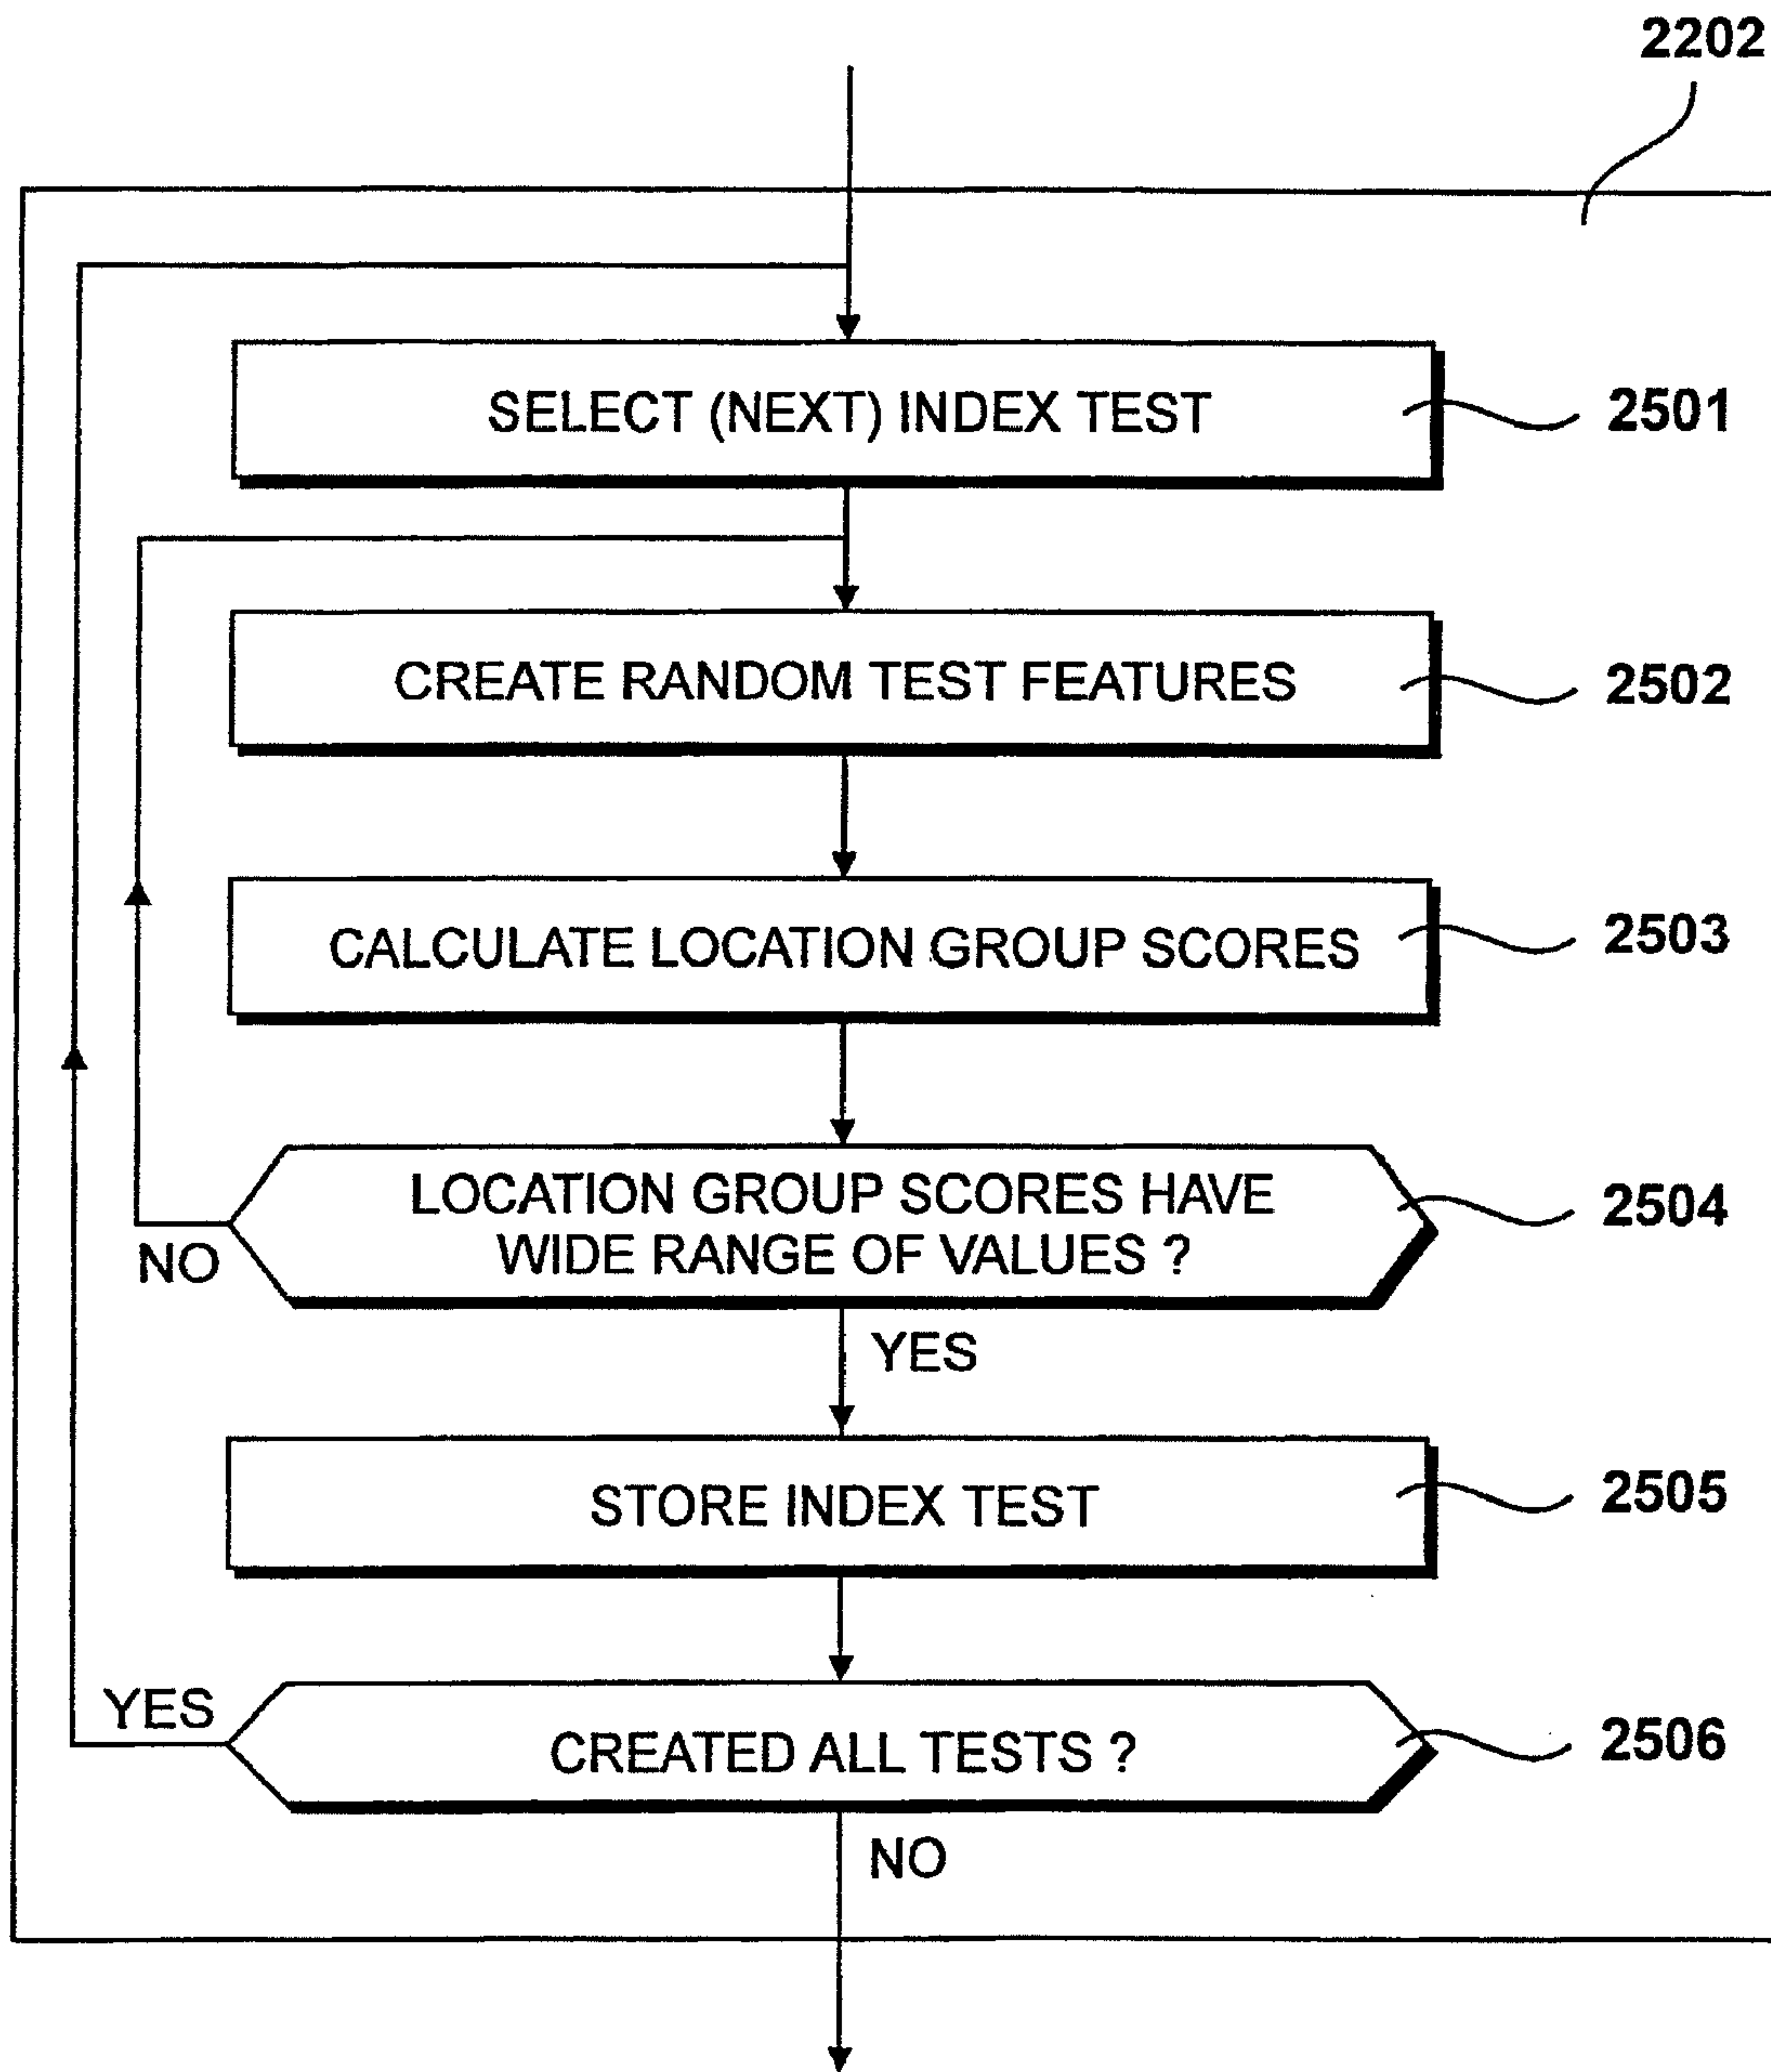 2202
SELECT (NEXT) INDEX TEST
2501
CREATE RANDOM TEST FEATURES
2502
CALCULATE LOCATION GROUP SCORES
2503
LOCATION GROUP SCORES HAVE
WIDE RANGE OF VALUES ?
2504
NO
YES
STORE INDEX TEST
2505
YES
CREATED ALL TESTS ?
2506
NO